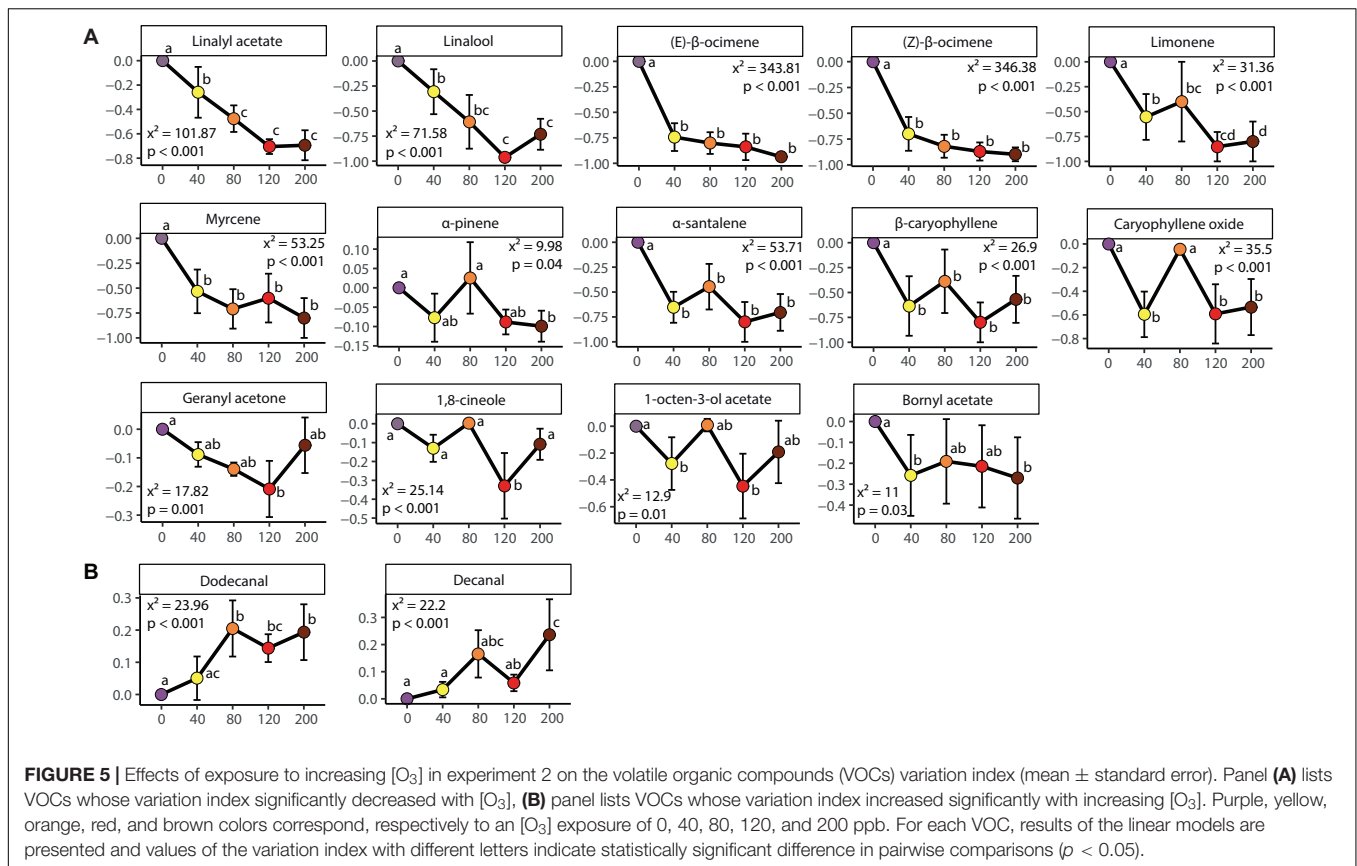 A
Linalyl acetate
0.0
−0.2
−0.4
−0.6
−0.8
a
b
c
c
c
x² = 101.87
p < 0.001
0 40 80 120 200
Linalool
0.00
−0.25
−0.50
−0.75
−1.00
a
b
bc
c
c
x² = 71.58
p < 0.001
0 40 80 120 200
(E)-β-ocimene
0.00
−0.25
−0.50
−0.75
−1.00
a
b
b
b
b
x² = 343.81
p < 0.001
0 40 80 120 200
(Z)-β-ocimene
0.00
−0.25
−0.50
−0.75
−1.00
a
b
b
b
b
x² = 346.38
p < 0.001
0 40 80 120 200
Limonene
0.00
−0.25
−0.50
−0.75
−1.00
a
b
bc
cd
d
x² = 31.36
p < 0.001
0 40 80 120 200
Myrcene
0.00
−0.25
−0.50
−0.75
−1.00
a
b
b
b
b
x² = 53.25
p < 0.001
0 40 80 120 200
α-pinene
0.10
0.05
0.00
−0.05
−0.10
−0.15
a
ab
a
ab
b
x² = 9.98
p = 0.04
0 40 80 120 200
α-santalene
0.00
−0.25
−0.50
−0.75
−1.00
a
b
b
b
b
x² = 53.71
p < 0.001
0 40 80 120 200
β-caryophyllene
0.00
−0.25
−0.50
−0.75
−1.00
a
b
b
b
b
x² = 26.9
p < 0.001
0 40 80 120 200
Caryophyllene oxide
0.0
−0.2
−0.4
−0.6
−0.8
a
b
a
b
b
x² = 35.5
p < 0.001
0 40 80 120 200
Geranyl acetone
0.0
−0.1
−0.2
−0.3
a
ab
ab
b
ab
x² = 17.82
p = 0.001
0 40 80 120 200
1,8-cineole
0.0
−0.1
−0.2
−0.3
−0.4
−0.5
a
a
a
b
a
x² = 25.14
p < 0.001
0 40 80 120 200
1-octen-3-ol acetate
0.0
−0.2
−0.4
−0.6
a
b
ab
b
ab
x² = 12.9
p = 0.01
0 40 80 120 200
Bornyl acetate
0.0
−0.1
−0.2
−0.3
−0.4
a
b
ab
ab
b
x² = 11
p = 0.03
0 40 80 120 200
B
Dodecanal
0.3
0.2
0.1
0.0
a
ac
b
bc
b
x² = 23.96
p < 0.001
0 40 80 120 200
Decanal
0.3
0.2
0.1
0.0
a
a
abc
ab
c
x² = 22.2
p < 0.001
0 40 80 120 200
FIGURE 5 | Effects of exposure to increasing [O₃] in experiment 2 on the volatile organic compounds (VOCs) variation index (mean ± standard error). Panel (A) lists
VOCs whose variation index significantly decreased with [O₃], (B) panel lists VOCs whose variation index increased significantly with increasing [O₃]. Purple, yellow,
orange, red, and brown colors correspond, respectively to an [O₃] exposure of 0, 40, 80, 120, and 200 ppb. For each VOC, results of the linear models are
presented and values of the variation index with different letters indicate statistically significant difference in pairwise comparisons (p < 0.05).